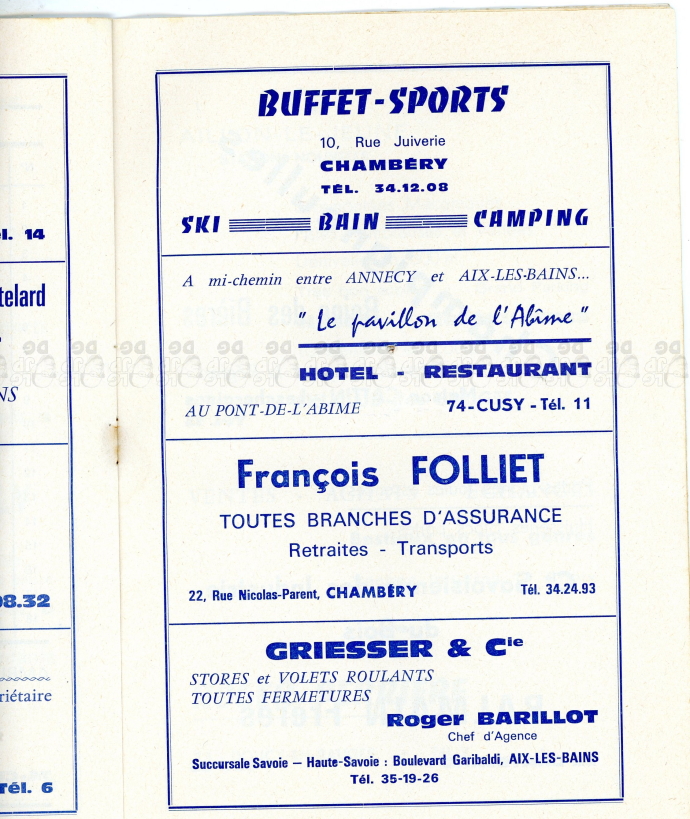 l. 14
telard
NS
08.32
riétaire
Tél. 6
BUFFET-SPORTS
10, Rue Juiverie
CHAMBÉRY
TÉL. 34.12.08
SKI BAIN CAMPING
A mi-chemin entre ANNECY et AIX-LES-BAINS...
" Le pavillon de l'Abîme "
HOTEL - RESTAURANT
AU PONT-DE-L'ABIME 74-CUSY - Tél. 11
François FOLLIET
TOUTES BRANCHES D'ASSURANCE
Retraites - Transports
22, Rue Nicolas-Parent, CHAMBÉRY Tél. 34.24.93
GRIESSER & Cie
STORES et VOLETS ROULANTS
TOUTES FERMETURES
Roger BARILLOT
Chef d'Agence
Succursale Savoie — Haute-Savoie : Boulevard Garibaldi, AIX-LES-BAINS
Tél. 35-19-26